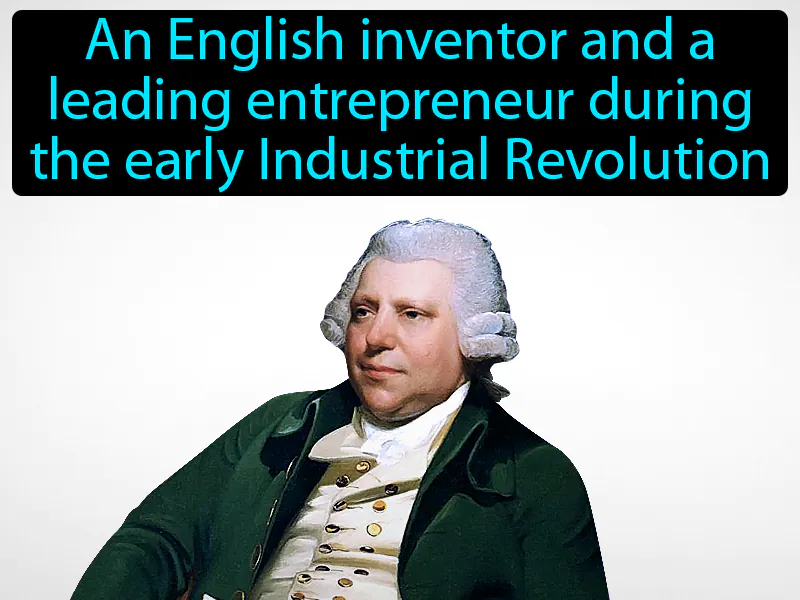 An English inventor and a
leading entrepreneur during
the early Industrial Revolution